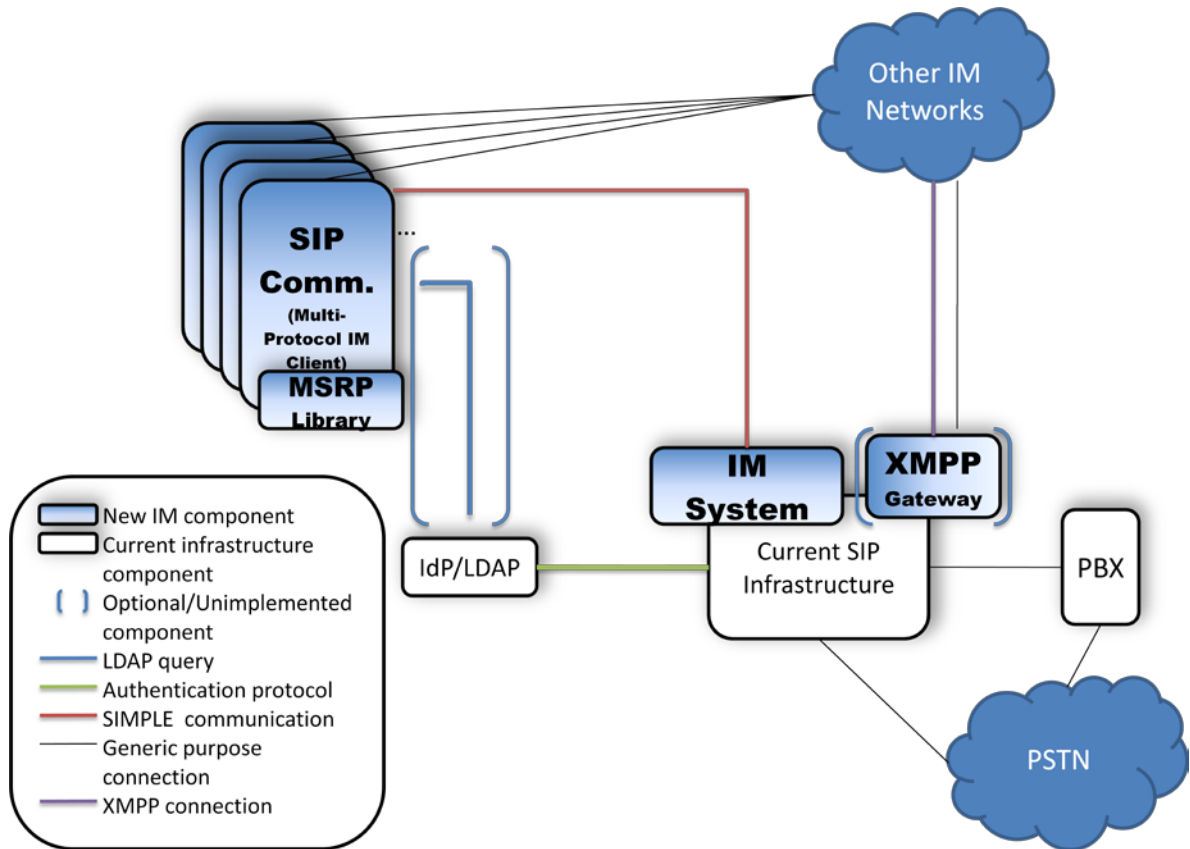 Other IM
Networks
SIP
Comm.
(Multi-
Protocol IM
Client)
...
MSRP
Library
IM
System
XMPP
Gateway
IdP/LDAP
Current SIP
Infrastructure
PBX
PSTN
New IM component
Current infrastructure
component
Optional/Unimplemented
component
LDAP query
Authentication protocol
SIMPLE communication
Generic purpose
connection
XMPP connection